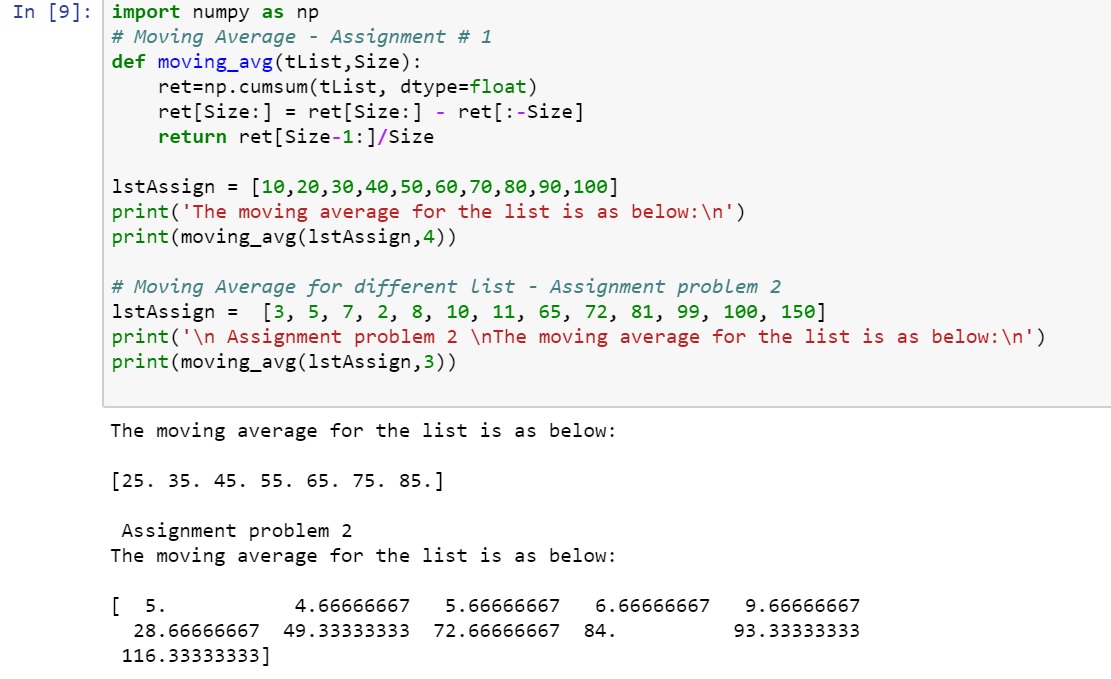 In [9]: import numpy as np
# Moving Average - Assignment # 1
def moving_avg(tList,Size):
    ret=np.cumsum(tList, dtype=float)
    ret[Size:] = ret[Size:] - ret[:-Size]
    return ret[Size-1:]/Size

lstAssign = [10,20,30,40,50,60,70,80,90,100]
print('The moving average for the list is as below:\n')
print(moving_avg(lstAssign,4))

# Moving Average for different list - Assignment problem 2
lstAssign =  [3, 5, 7, 2, 8, 10, 11, 65, 72, 81, 99, 100, 150]
print('\n Assignment problem 2 \nThe moving average for the list is as below:\n')
print(moving_avg(lstAssign,3))

The moving average for the list is as below:

[25. 35. 45. 55. 65. 75. 85.]

 Assignment problem 2
The moving average for the list is as below:

[  5.           4.66666667   5.66666667   6.66666667   9.66666667
  28.66666667  49.33333333  72.66666667  84.          93.33333333
 116.33333333]